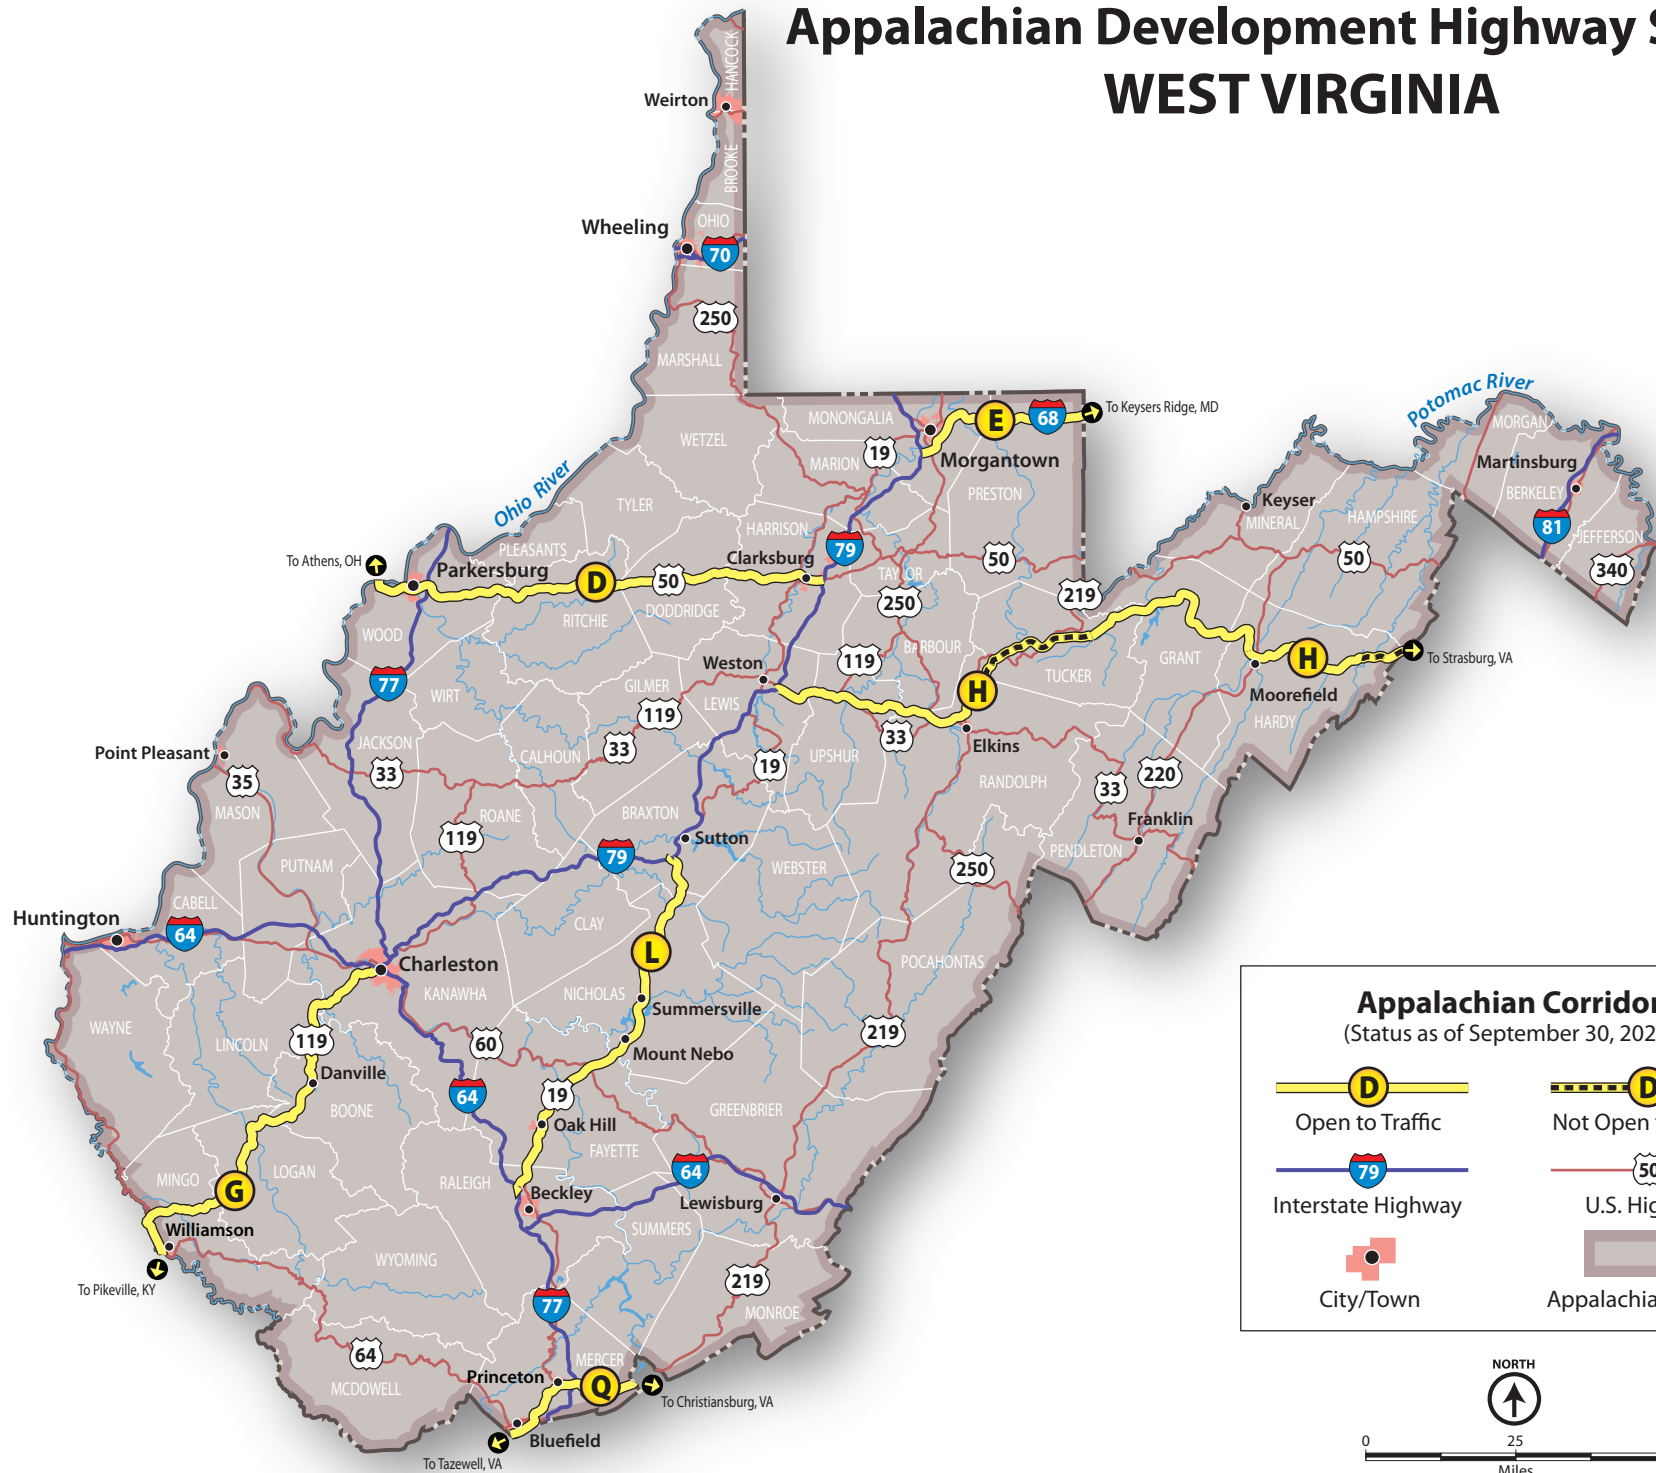 Appalachian Development Highway S
WEST VIRGINIA
HANCOCK
Weirton
BROOKE
OHIO
Wheeling
70
250
MARSHALL
Potomac River
MORGAN
To Keysers Ridge, MD
E
68
MONONGALIA
19
WETZEL
MARION
Morgantown
Martinsburg
BERKELEY
Ohio River
TYLER
PRESTON
Keyser
MINERAL
HAMPSHIRE
81
JEFFERSON
HARRISON
PLEASANTS
Clarksburg
79
50
50
340
To Athens, OH
Parkersburg
D
50
TAYLOR
250
219
DODDRIDGE
RITCHIE
WOOD
BARBOUR
119
Weston
GRANT
H
To Strasburg, VA
TUCKER
77
WIRT
GILMER
LEWIS
H
Moorefield
HARDY
119
33
Elkins
JACKSON
Point Pleasant
CALHOUN
33
UPSHUR
19
33
35
RANDOLPH
33
220
MASON
ROANE
BRAXTON
Franklin
119
Sutton
PENDLETON
79
WEBSTER
250
PUTNAM
CABELL
Huntington
64
CLAY
L
Charleston
POCAHONTAS
KANAWHA
NICHOLAS
Summersville
WAYNE
LINCOLN
119
60
219
Mount Nebo
Danville
64
19
BOONE
GREENBRIER
Oak Hill
FAYETTE
MINGO
LOGAN
RALEIGH
64
G
Beckley
Lewisburg
Williamson
SUMMERS
WYOMING
To Pikeville, KY
219
77
MONROE
64
MERCER
MCDOWELL
Princeton
Q
To Christiansburg, VA
Bluefield
To Tazewell, VA
Appalachian Corridor
(Status as of September 30, 202
D
D
Open to Traffic
Not Open
79
50
Interstate Highway
U.S. Hig
City/Town
Appalachia
NORTH
0
25
Miles